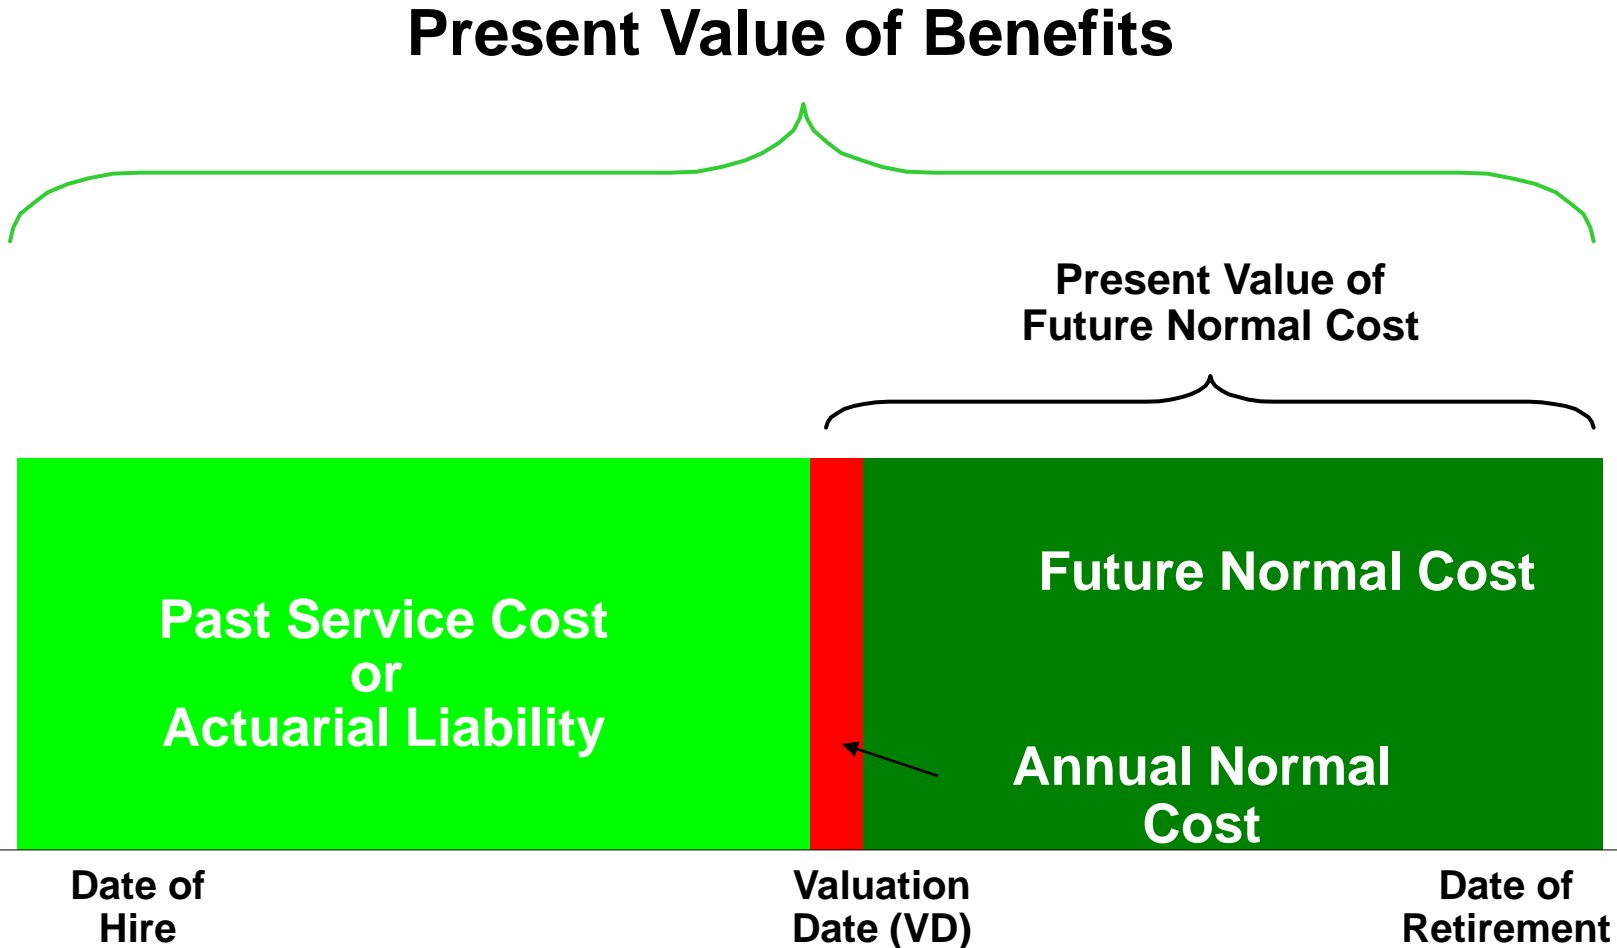 Present Value of Benefits
Present Value of
Future Normal Cost
Future Normal Cost
Past Service Cost
or
Actuarial Liability
Annual Normal
Cost
Date of
Hire
Valuation
Date (VD)
Date of
Retirement